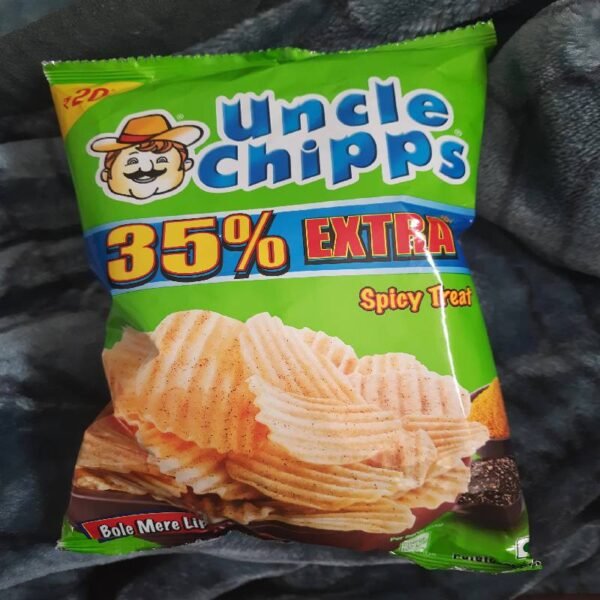 ₹20
Uncle
Chipps
35% EXTRA
Spicy Treat
Bole Mere Lip